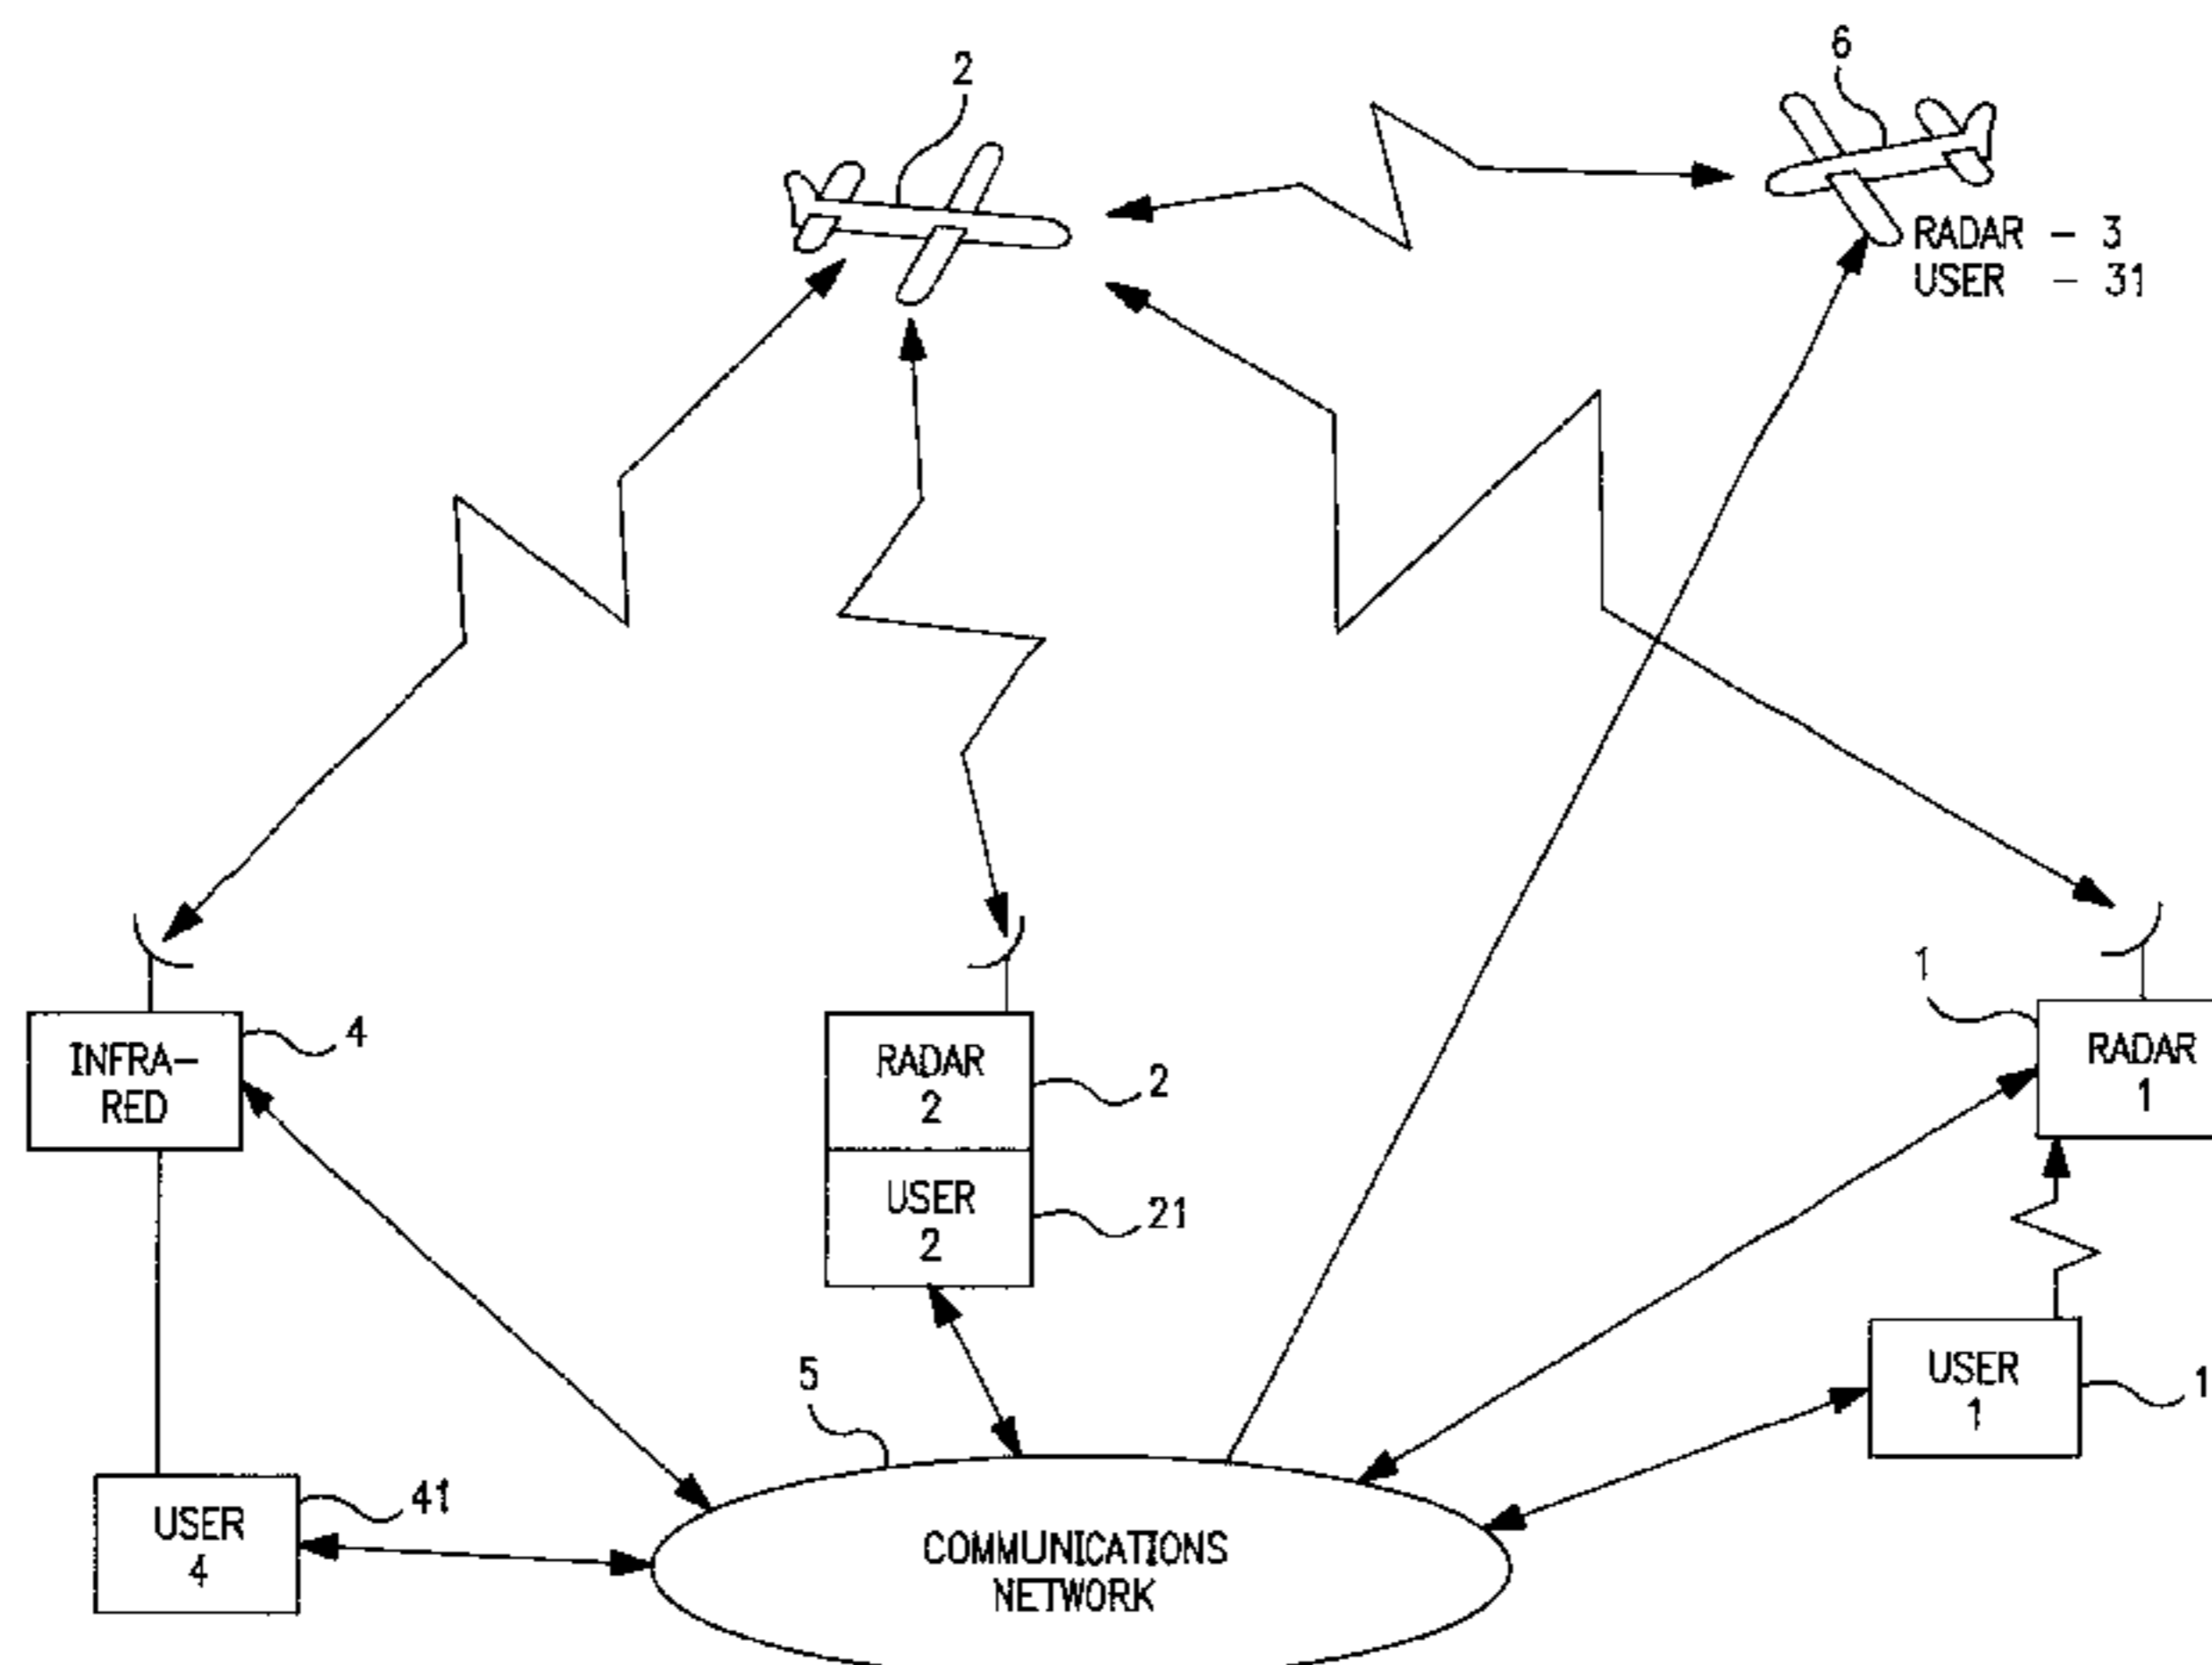 2
6
RADAR - 3
USER - 31
INFRA-
RED
4
RADAR
2
2
USER
2
21
1
RADAR
1
USER
1
1
5
USER
4
41
COMMUNICATIONS
NETWORK